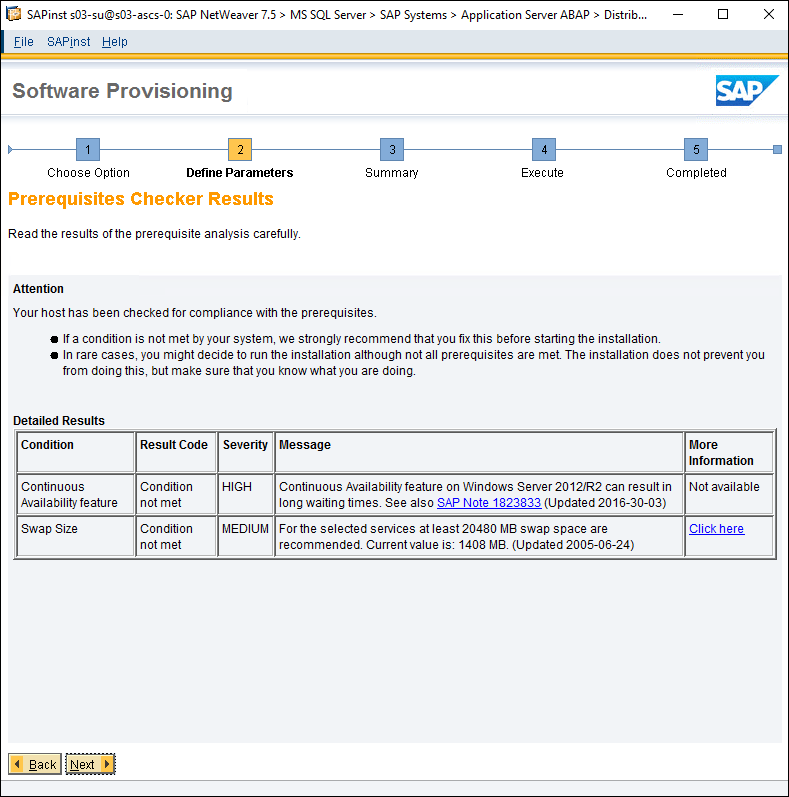 SAPinst s03-su@s03-ascs-0: SAP NetWeaver 7.5 > MS SQL Server > SAP Systems > Application Server ABAP > Distrib...
File SAPinst Help
Software Provisioning
SAP
1 2 3 4 5
Choose Option Define Parameters Summary Execute Completed
Prerequisites Checker Results
Read the results of the prerequisite analysis carefully.
Attention
Your host has been checked for compliance with the prerequisites.
If a condition is not met by your system, we strongly recommend that you fix this before starting the installation.
In rare cases, you might decide to run the installation although not all prerequisites are met. The installation does not prevent you
from doing this, but make sure that you know what you are doing.
Detailed Results
Condition Result Code Severity Message More
Information
Continuous Condition HIGH Continuous Availability feature on Windows Server 2012/R2 can result in Not available
Availability feature not met long waiting times. See also SAP Note 1823833 (Updated 2016-30-03)
Swap Size Condition MEDIUM For the selected services at least 20480 MB swap space are Click here
not met recommended. Current value is: 1408 MB. (Updated 2005-06-24)
Back Next